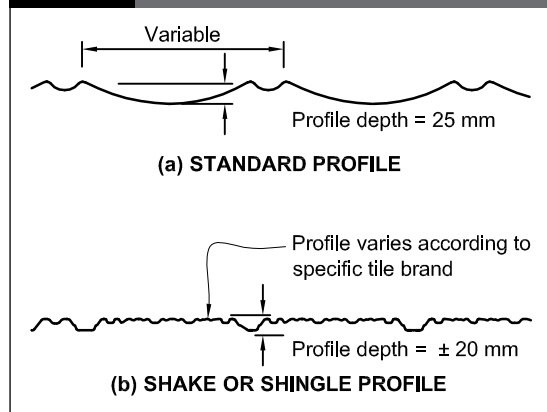 Variable
Profile depth = 25 mm
(a) STANDARD PROFILE
Profile varies according to
specific tile brand
Profile depth = ± 20 mm
(b) SHAKE OR SHINGLE PROFILE